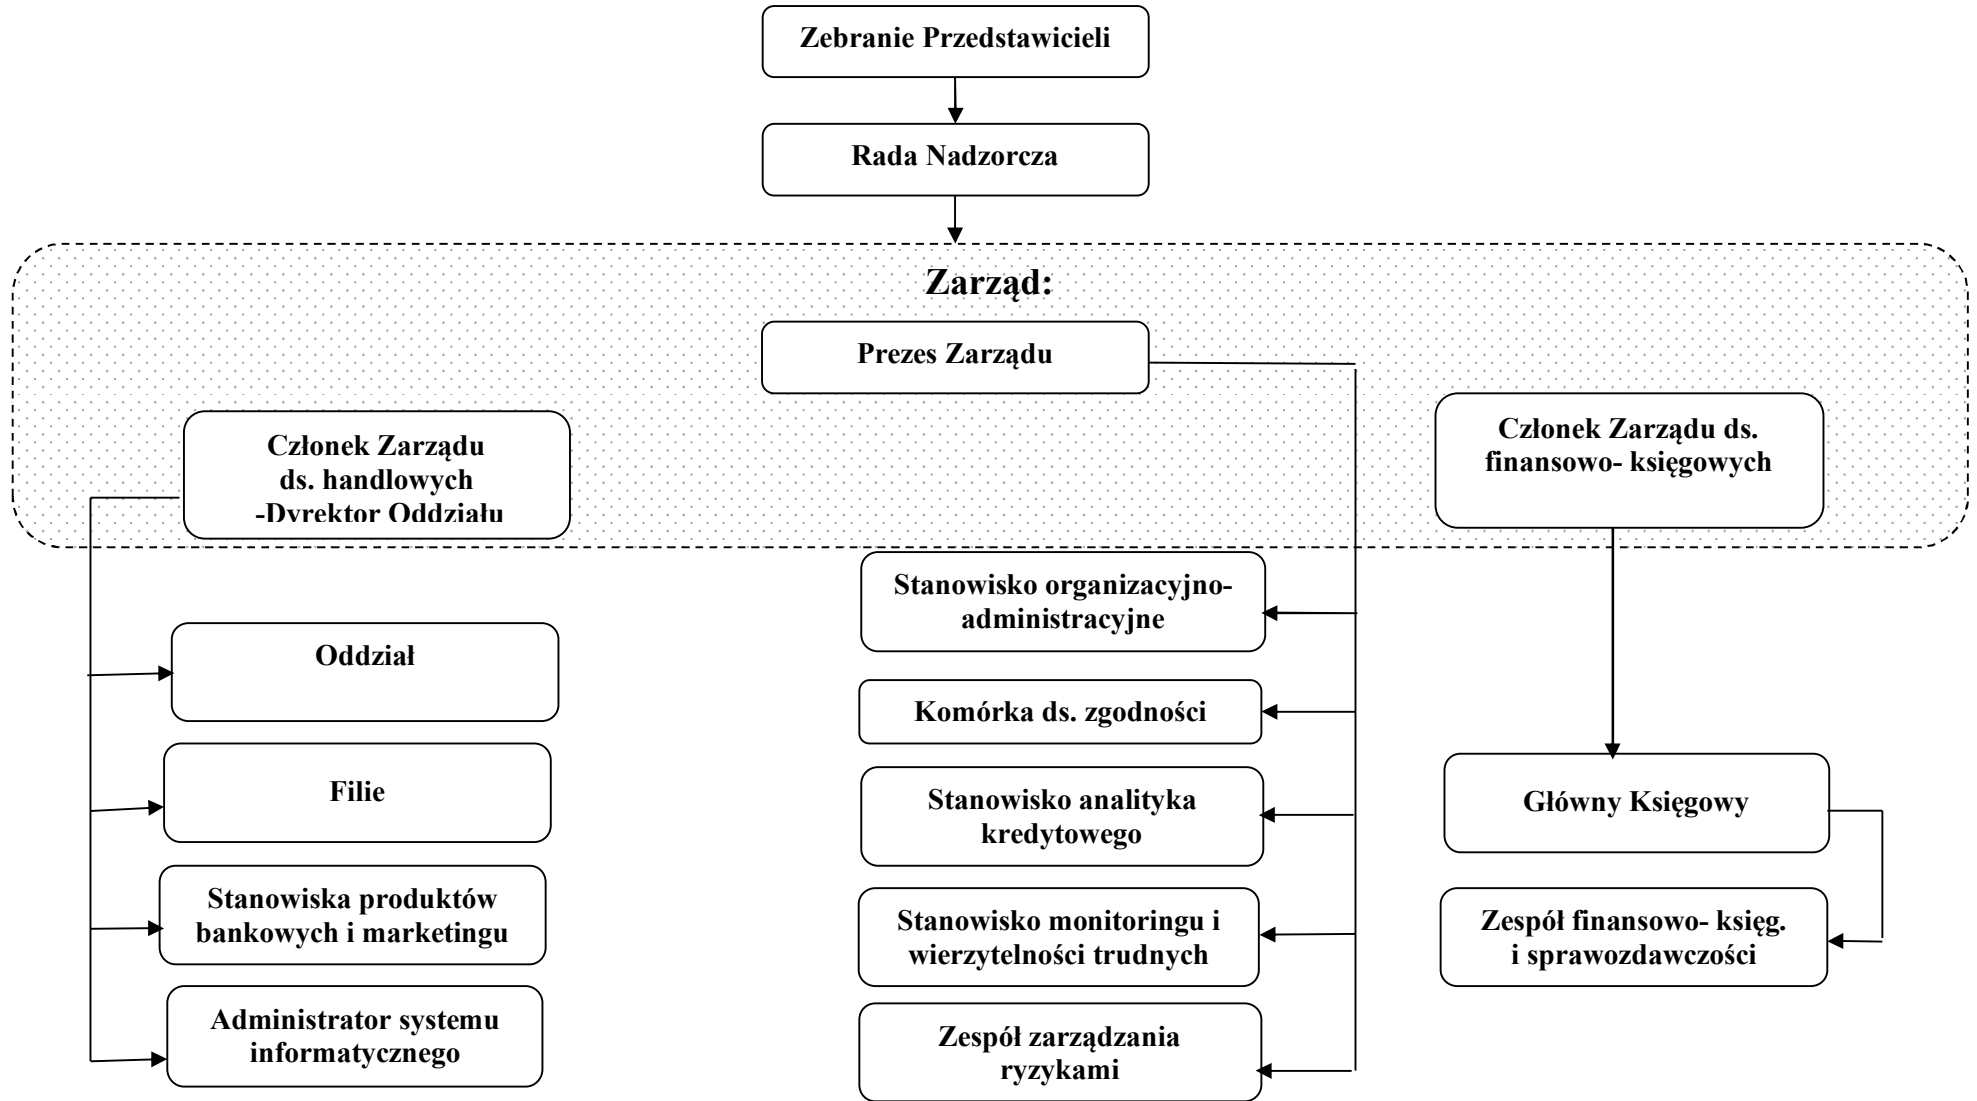 Zebranie Przedstawicieli
Rada Nadzorcza
Zarząd:
Prezes Zarządu
Członek Zarządu
ds. handlowych
-Dyrektor Oddziału
Członek Zarządu ds.
finansowo- księgowych
Oddział
Filie
Stanowiska produktów
bankowych i marketingu
Administrator systemu
informatycznego
Stanowisko organizacyjno-
administracyjne
Komórka ds. zgodności
Stanowisko analityka
kredytowego
Stanowisko monitoringu i
wierzytelności trudnych
Zespół zarządzania
ryzykami
Główny Księgowy
Zespół finansowo- księg.
i sprawozdawczości